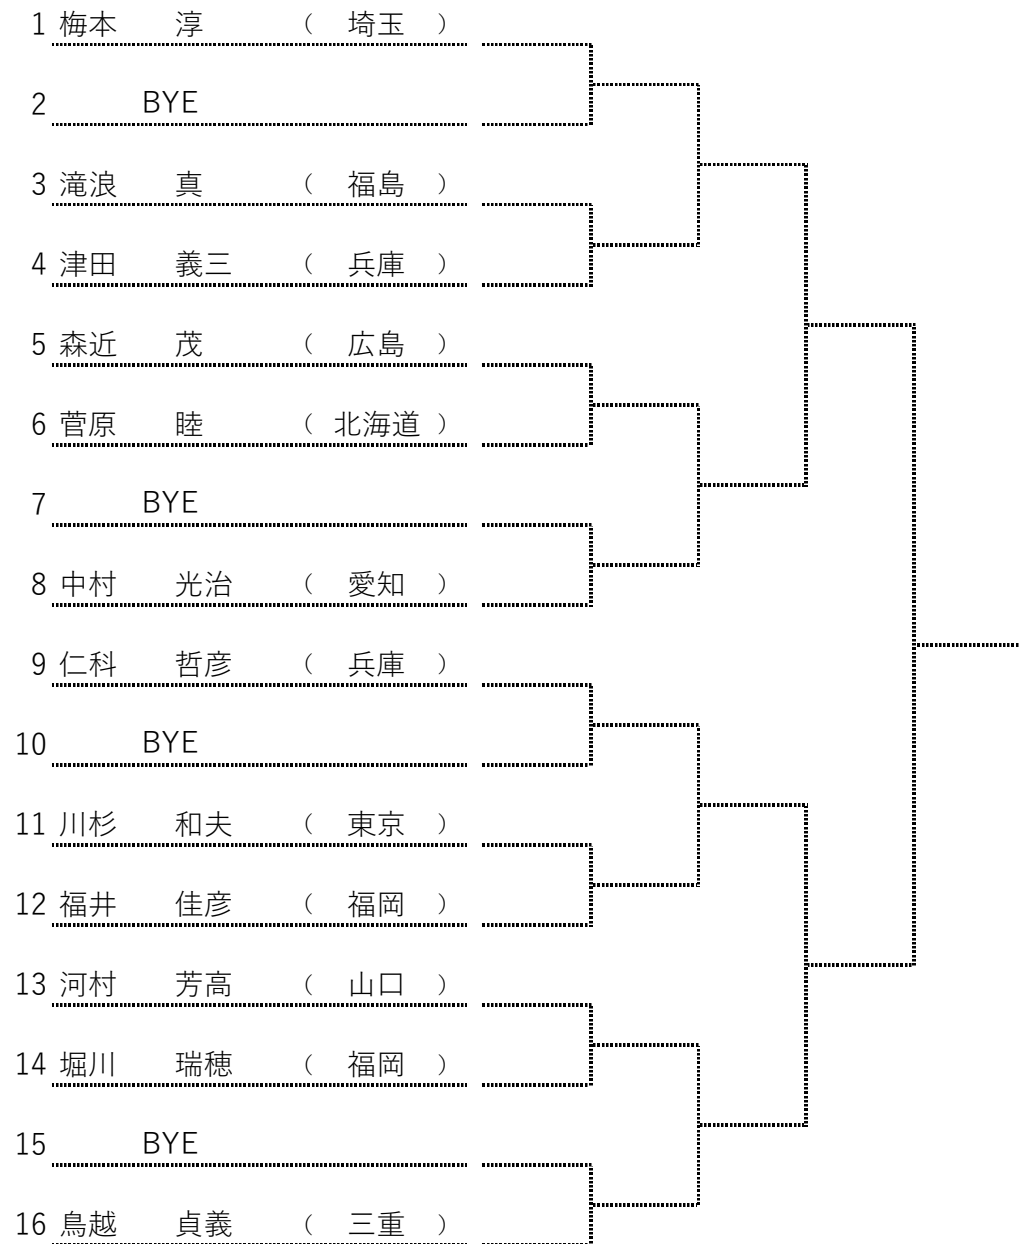 1 梅本 淳 ( 埼玉 )
2 BYE
3 滝浪 真 ( 福島 )
4 津田 義三 ( 兵庫 )
5 森近 茂 ( 広島 )
6 菅原 睦 ( 北海道 )
7 BYE
8 中村 光治 ( 愛知 )
9 仁科 哲彦 ( 兵庫 )
10 BYE
11 川杉 和夫 ( 東京 )
12 福井 佳彦 ( 福岡 )
13 河村 芳高 ( 山口 )
14 堀川 瑞穂 ( 福岡 )
15 BYE
16 鳥越 貞義 ( 三重 )